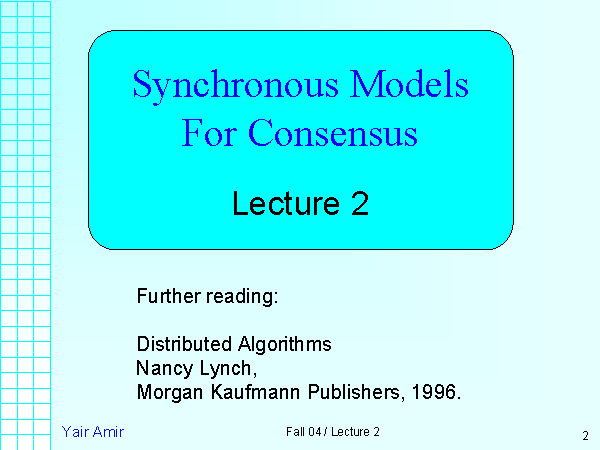 Synchronous Models
For Consensus
Lecture 2
Further reading:
Distributed Algorithms
Nancy Lynch,
Morgan Kaufmann Publishers, 1996.
Yair Amir
Fall 04 / Lecture 2
2